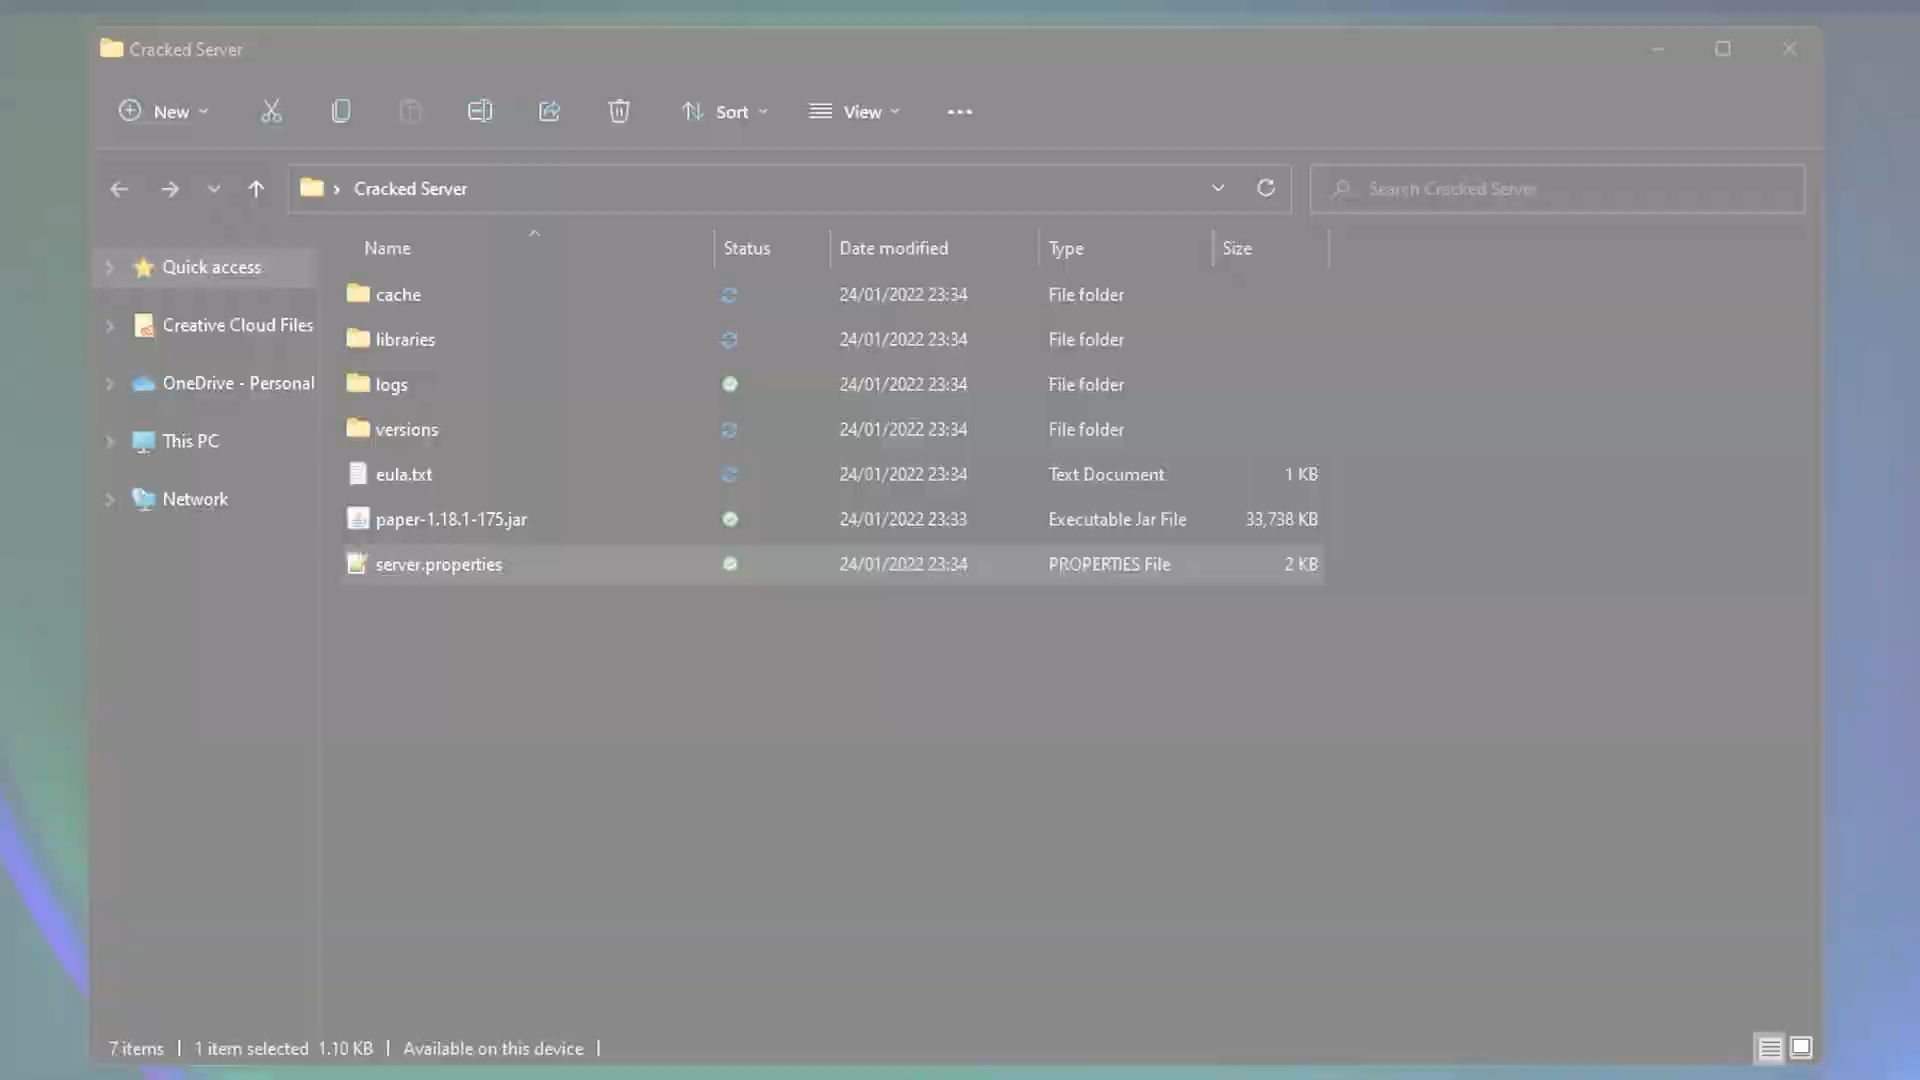 Cracked Server
New
Sort
View
Cracked Server
Search Cracked Server
Name Status Date modified Type Size
Quick access
Creative Cloud Files
OneDrive - Personal
This PC
Network
cache 24/01/2022 23:34 File folder
libraries 24/01/2022 23:34 File folder
logs 24/01/2022 23:34 File folder
versions 24/01/2022 23:34 File folder
eula.txt 24/01/2022 23:34 Text Document 1 KB
paper-1.18.1-175.jar 24/01/2022 23:33 Executable Jar File 33,738 KB
server.properties 24/01/2022 23:34 PROPERTIES File 2 KB
7 items | 1 item selected 1.10 KB | Available on this device |